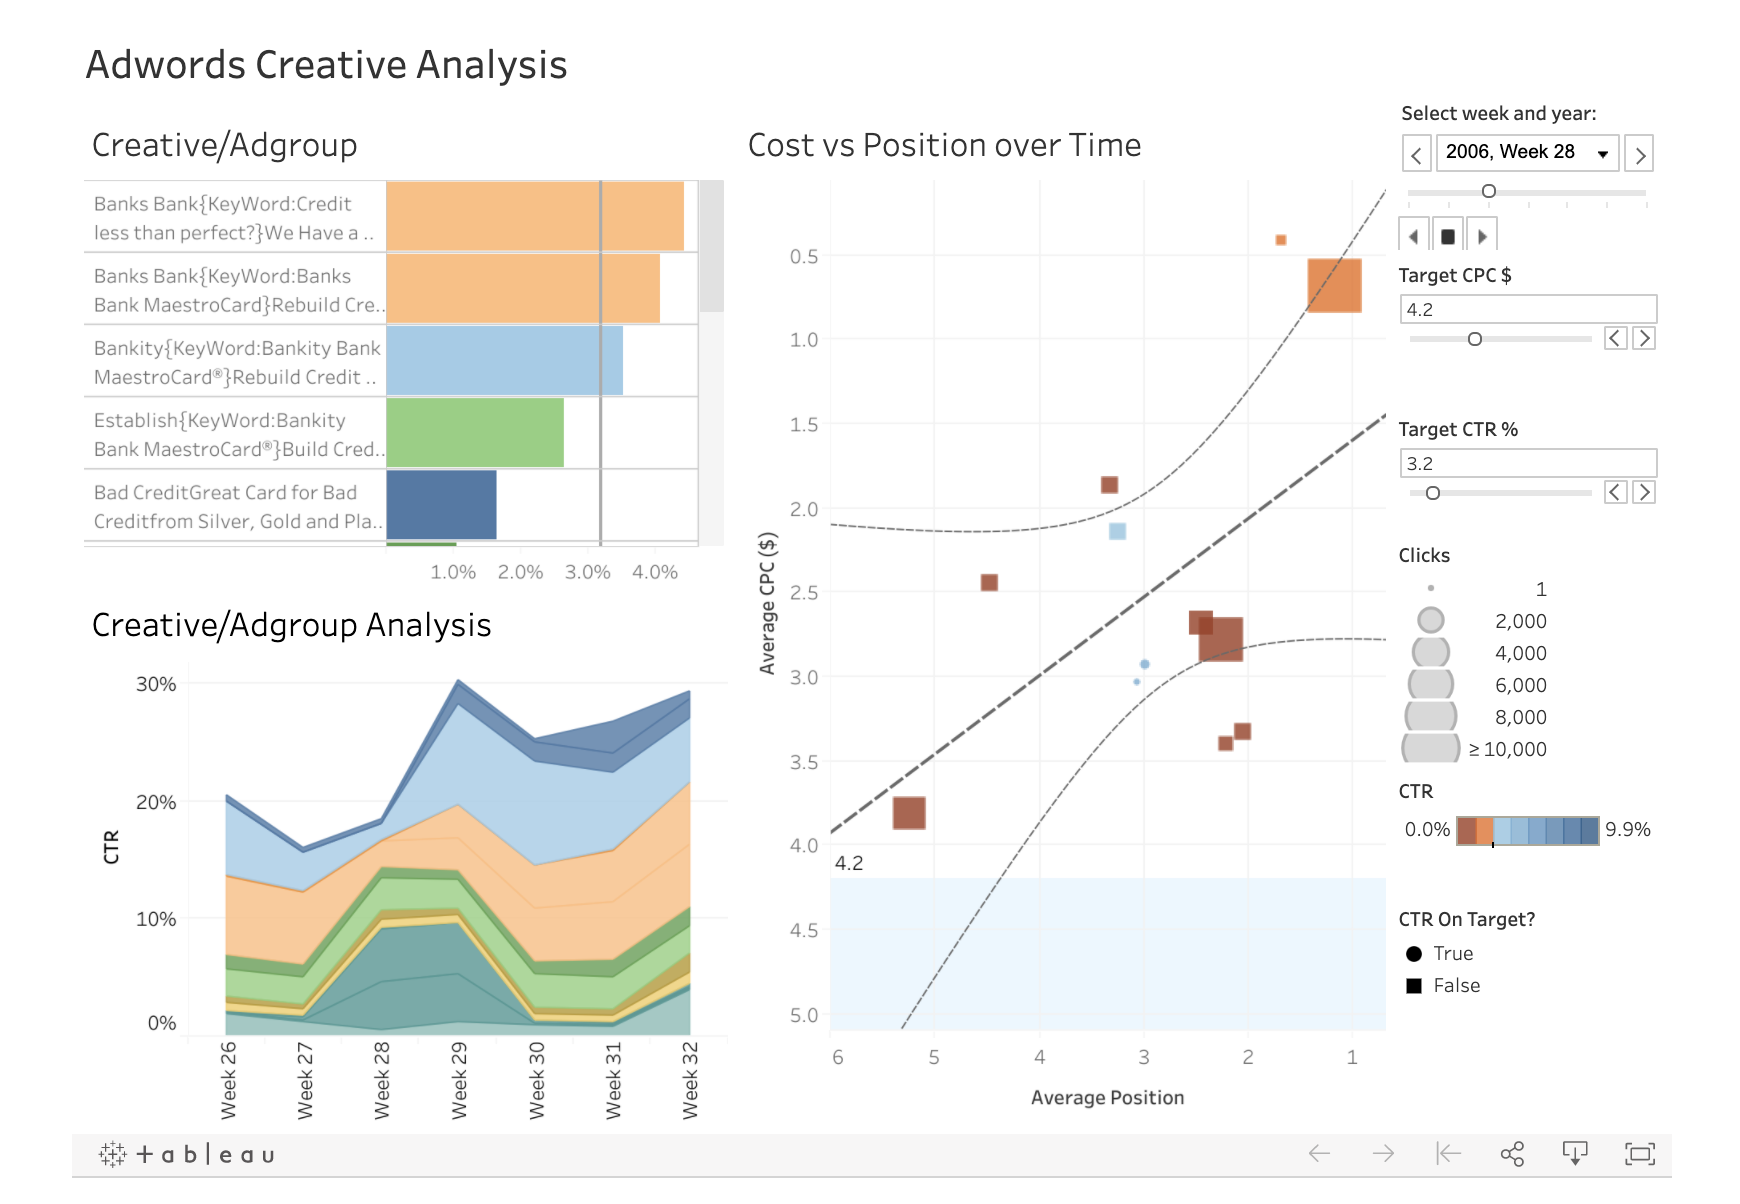 Adwords Creative Analysis
Creative/Adgroup
Banks Bank{KeyWord:Credit
less than perfect?}We Have a ..
Banks Bank{KeyWord:Banks
Bank MaestroCard}Rebuild Cre..
Bankity{KeyWord:Bankity Bank
MaestroCard®}Rebuild Credit ..
Establish{KeyWord:Bankity
Bank MaestroCard®}Build Cred..
Bad CreditGreat Card for Bad
Creditfrom Silver, Gold and Pla..
1.0% 2.0% 3.0% 4.0%
Creative/Adgroup Analysis
CTR
30%
20%
10%
0%
Week 26
Week 27
Week 28
Week 29
Week 30
Week 31
Week 32
Cost vs Position over Time
Average CPC ($)
0.5
1.0
1.5
2.0
2.5
3.0
3.5
4.0
4.2
4.5
5.0
6 5 4 3 2 1
Average Position
Select week and year:
2006, Week 28
Target CPC $
4.2
Target CTR %
3.2
Clicks
1
2,000
4,000
6,000
8,000
≥ 10,000
CTR
0.0% 9.9%
CTR On Target?
True
False
+ableau